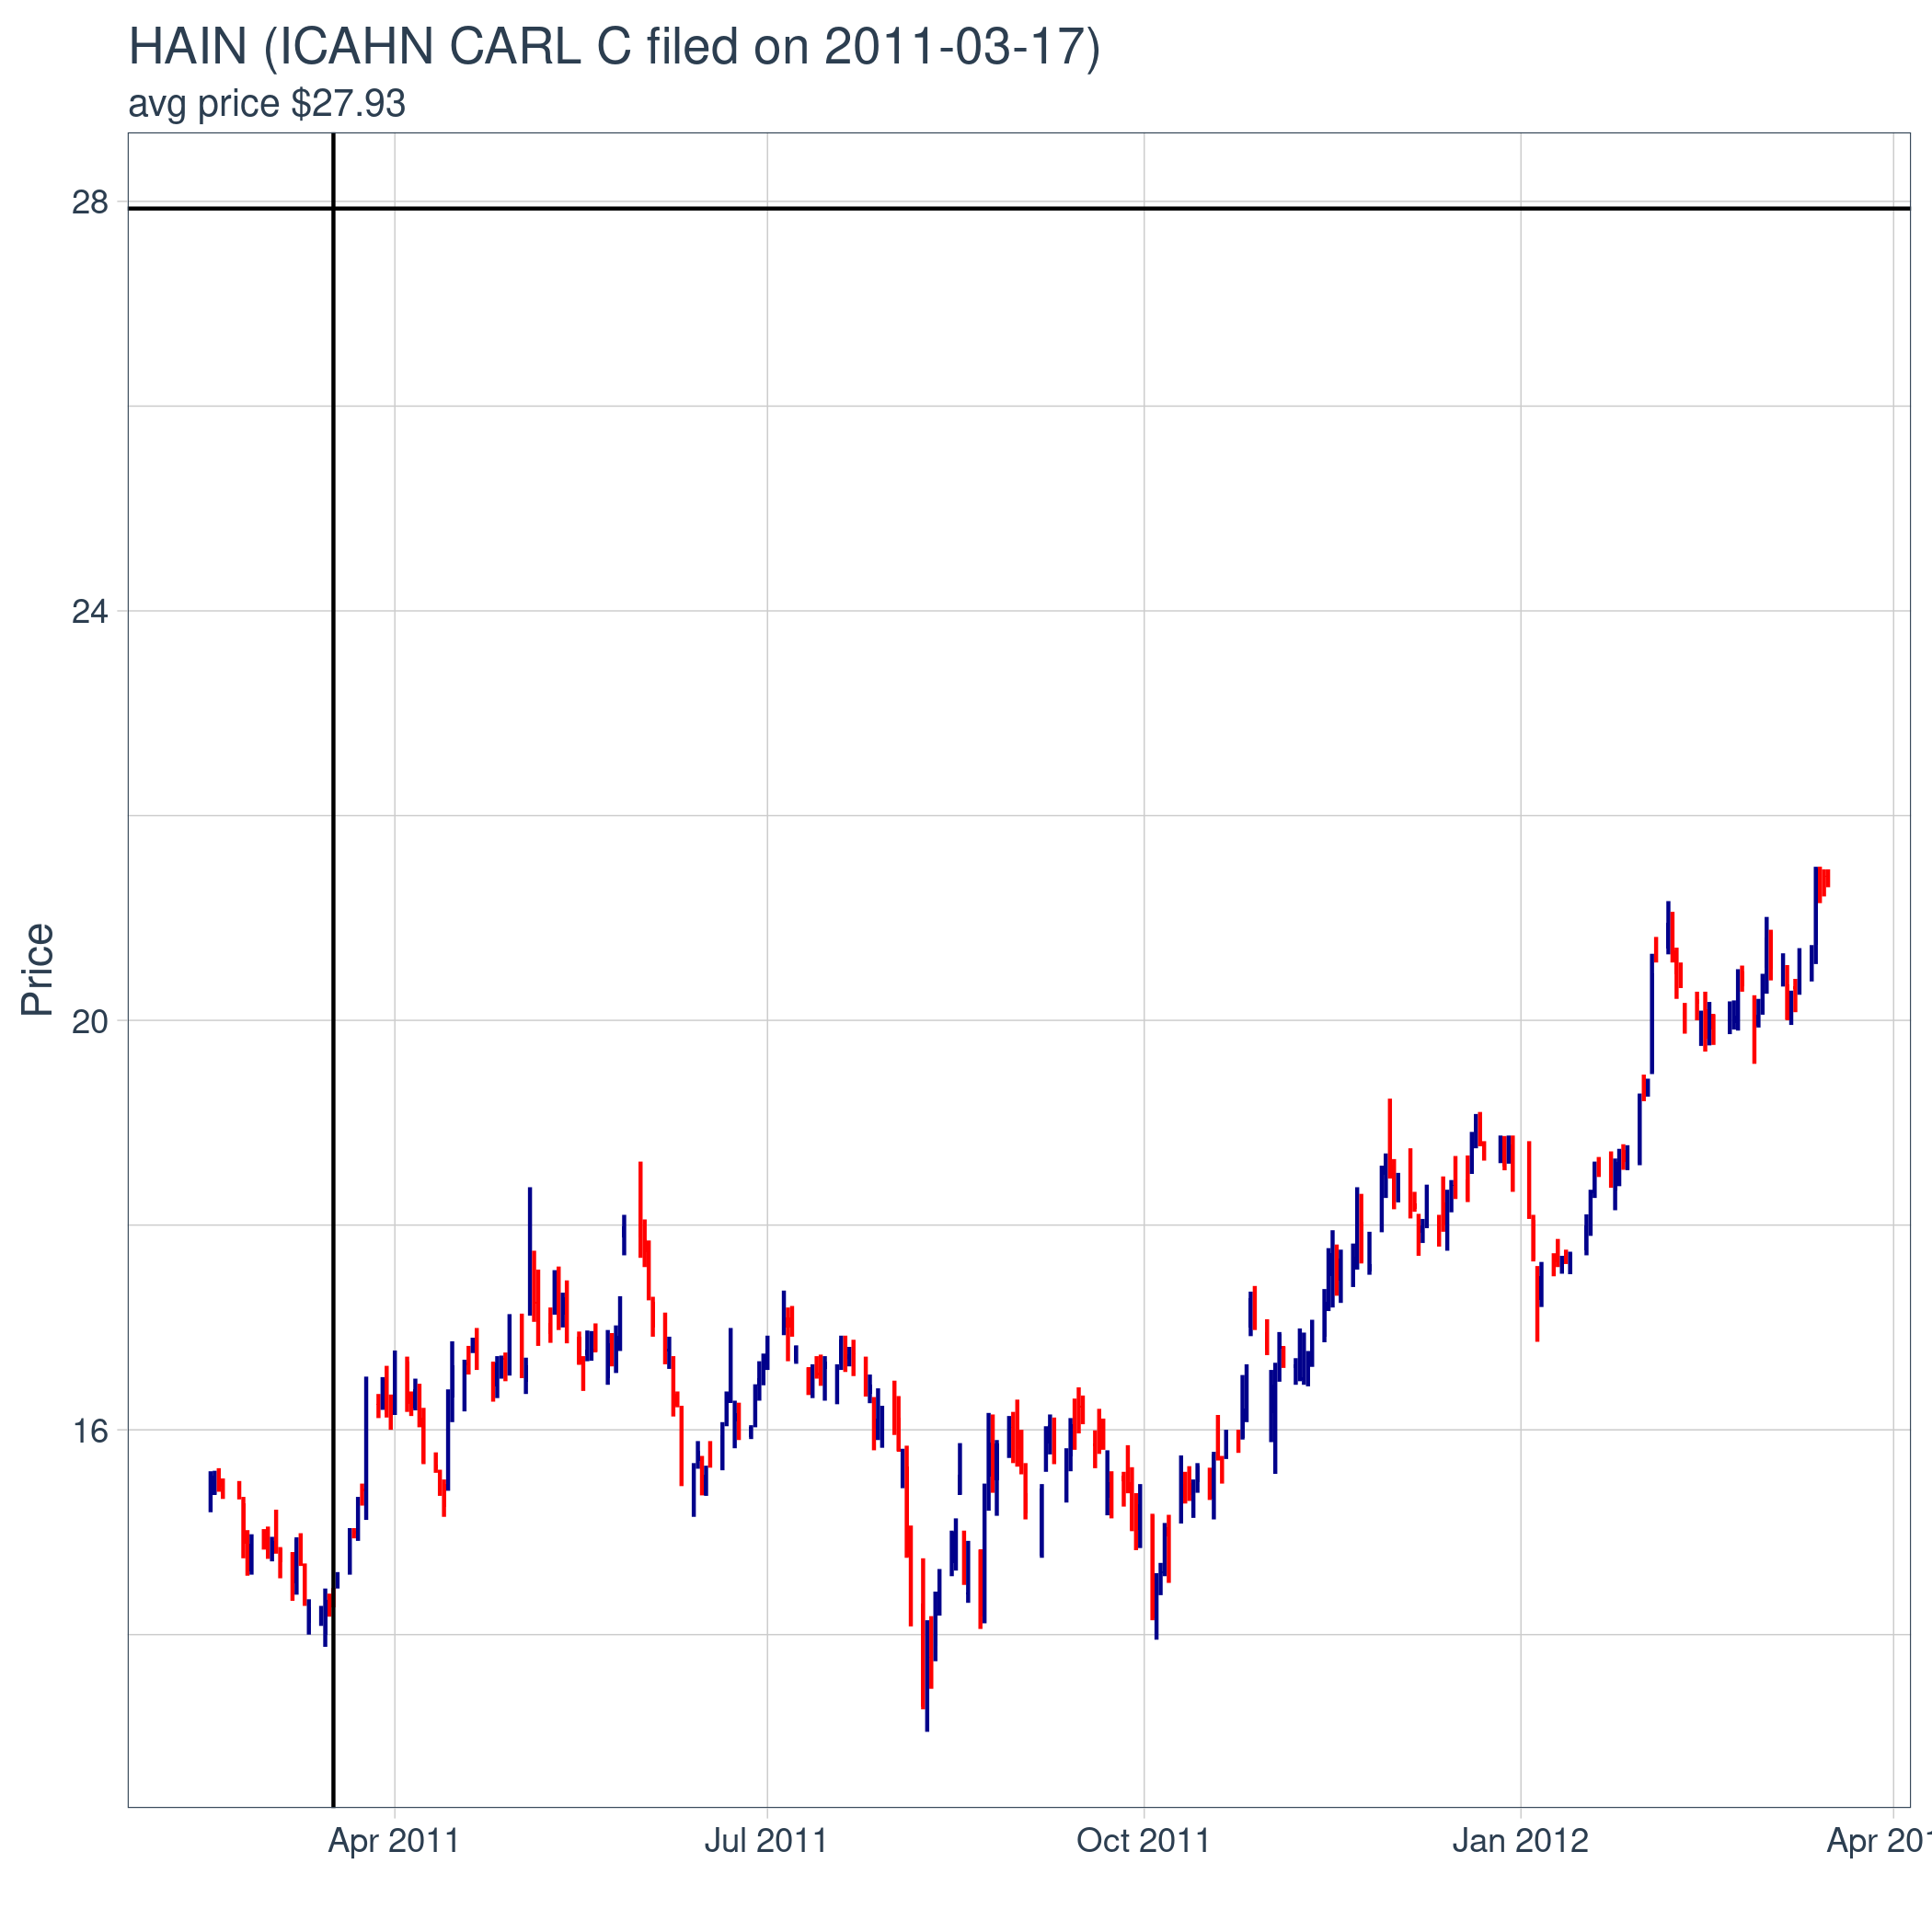 HAIN (ICAHN CARL C filed on 2011-03-17)
avg price $27.93
28
24
20
16
Price
Apr 2011
Jul 2011
Oct 2011
Jan 2012
Apr 201